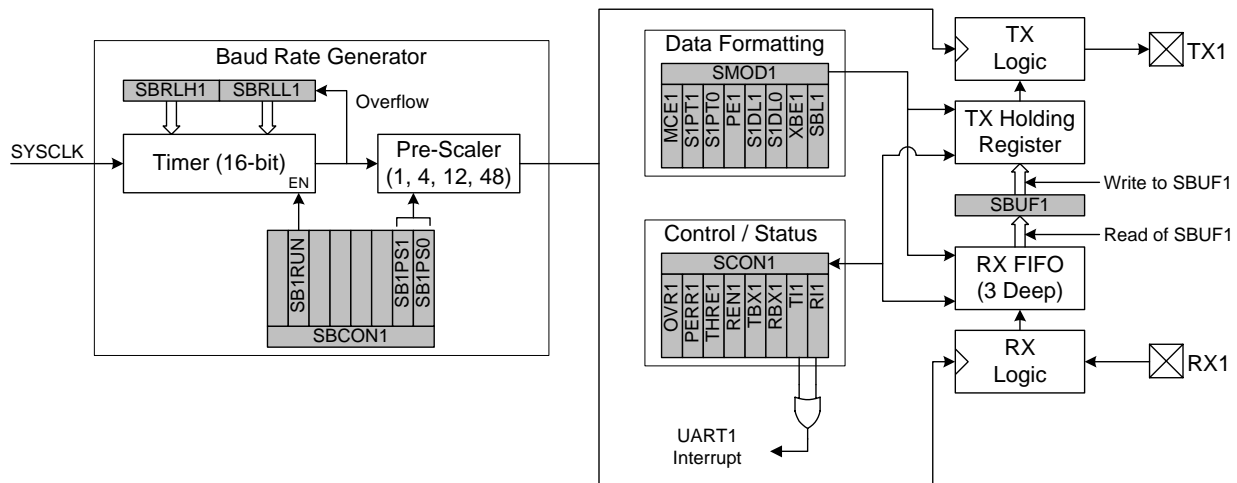 Baud Rate Generator
SBRLH1
SBRLL1
Overflow
SYSCLK
Timer (16-bit)
EN
Pre-Scaler
(1, 4, 12, 48)
SB1RUN
SB1PS1
SB1PS0
SBCON1
Data Formatting
SMOD1
MCE1
S1PT1
S1PT0
PE1
S1DL1
S1DL0
XBE1
SBL1
Control / Status
SCON1
OVR1
PERR1
THRE1
REN1
TBX1
RBX1
TI1
RI1
UART1
Interrupt
TX
Logic
TX1
TX Holding
Register
Write to SBUF1
SBUF1
Read of SBUF1
RX FIFO
(3 Deep)
RX
Logic
RX1